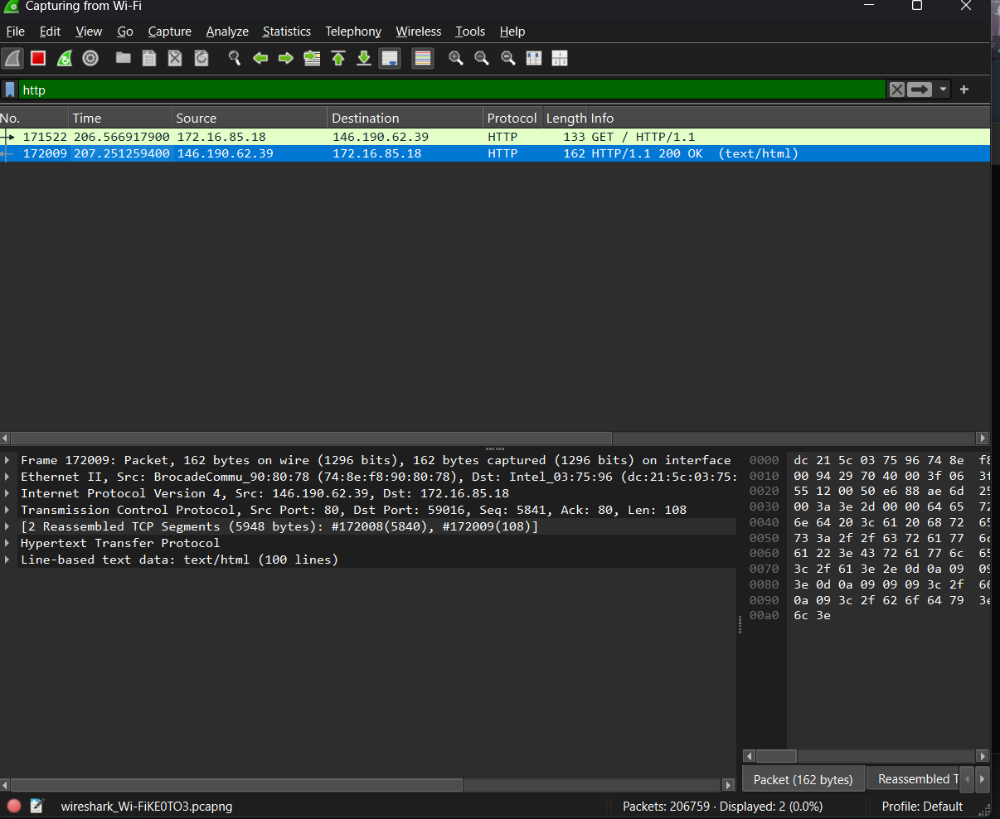 Capturing from Wi-Fi
File Edit View Go Capture Analyze Statistics Telephony Wireless Tools Help
http
No. Time Source Destination Protocol Length Info
171522 206.566917900 172.16.85.18 146.190.62.39 HTTP 133 GET / HTTP/1.1
172009 207.251259400 146.190.62.39 172.16.85.18 HTTP 162 HTTP/1.1 200 OK (text/html)
Frame 172009: Packet, 162 bytes on wire (1296 bits), 162 bytes captured (1296 bits) on interface
Ethernet II, Src: BrocadeCommu_90:80:78 (74:8e:f8:90:80:78), Dst: Intel_03:75:96 (dc:21:5c:03:75:
Internet Protocol Version 4, Src: 146.190.62.39, Dst: 172.16.85.18
Transmission Control Protocol, Src Port: 80, Dst Port: 59016, Seq: 5841, Ack: 80, Len: 108
[2 Reassembled TCP Segments (5948 bytes): #172008(5840), #172009(108)]
Hypertext Transfer Protocol
Line-based text data: text/html (100 lines)
0000 dc 21 5c 03 75 96 74 8e f8
0010 00 94 29 70 40 00 3f 06 3f
0020 55 12 00 50 e6 88 ae 6d 25
0030 00 3a 3e 2d 00 00 64 65 72
0040 6e 64 20 3c 61 20 68 72 65
0050 73 3a 2f 2f 63 72 61 77 6c
0060 61 22 3e 43 72 61 77 6c 65
0070 3c 2f 61 3e 2e 0d 0a 09 09
0080 3e 0d 0a 09 09 09 3c 2f 66
0090 0a 09 3c 2f 62 6f 64 79 3e
00a0 6c 3e
Packet (162 bytes) Reassembled T
wireshark_Wi-FiKE0TO3.pcapng Packets: 206759 · Displayed: 2 (0.0%) Profile: Default